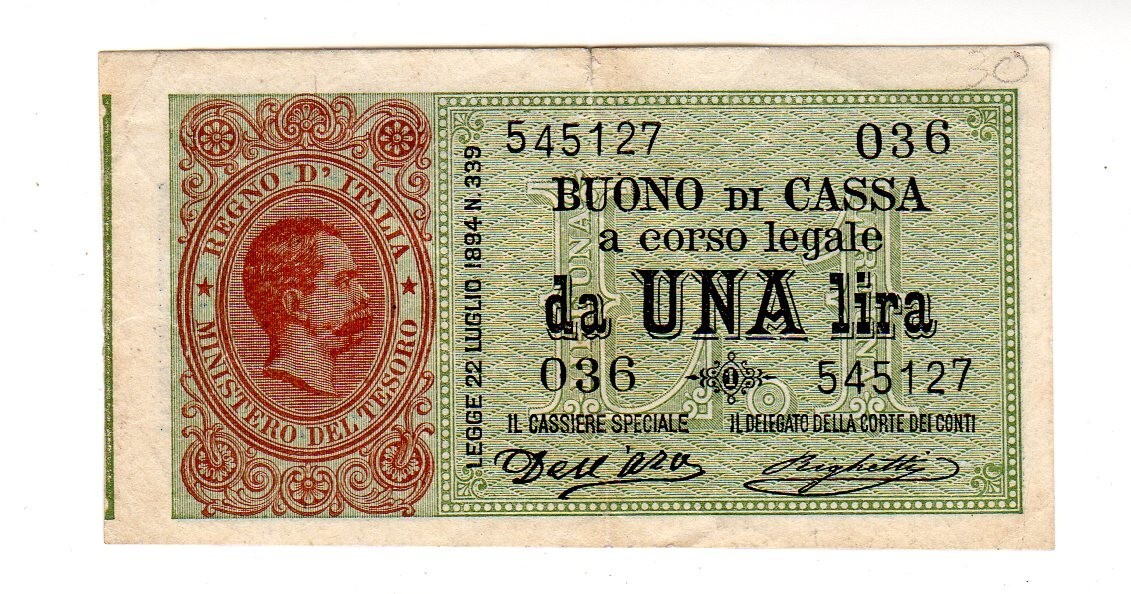 30
REGNO D' ITALIA
MINISTERO DEL TESORO
LEGGE 22 LUGLIO 1894 N. 339
545127 036
BUONO DI CASSA
a corso legale
da UNA lira
036 545127
IL CASSIERE SPECIALE IL DELEGATO DELLA CORTE DEI CONTI
Dell'Ara Righetti